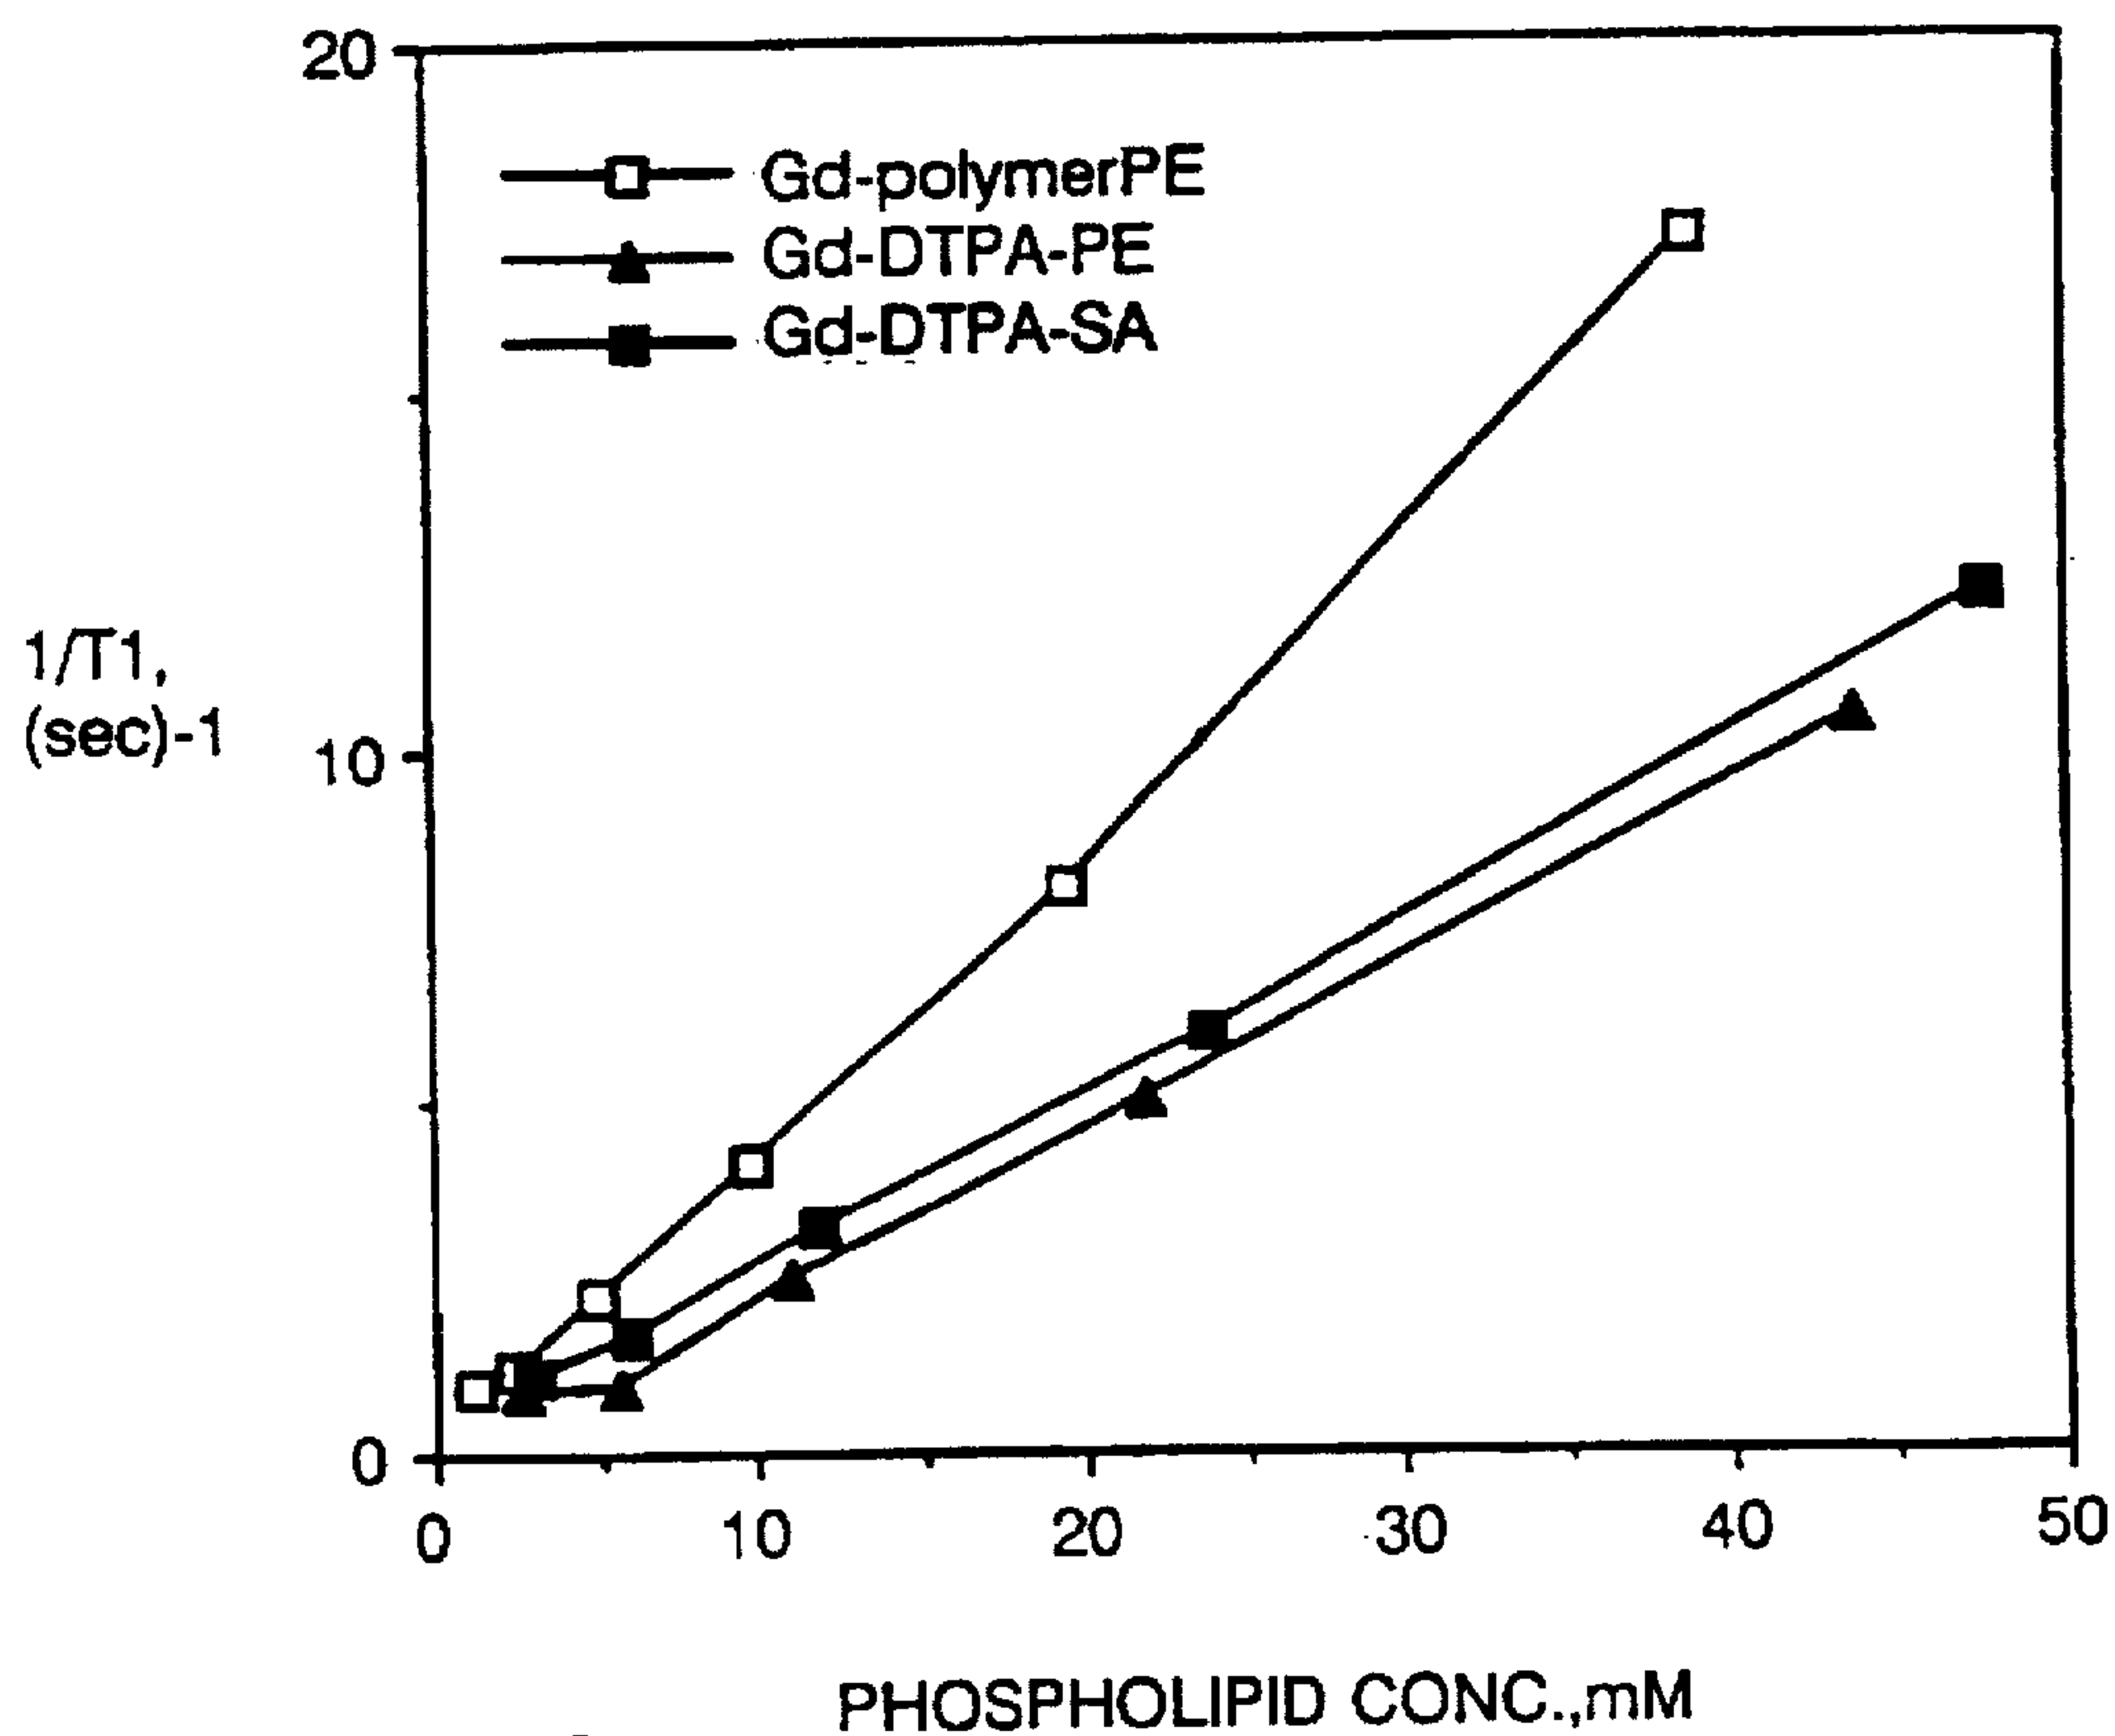 20
Gd-polymerPE
Gd-DTPA-PE
Gd-DTPA-SA
1/T1,
(sec)-1
10
0
0 10 20 30 40 50
PHOSPHOLIPID CONC.,mM